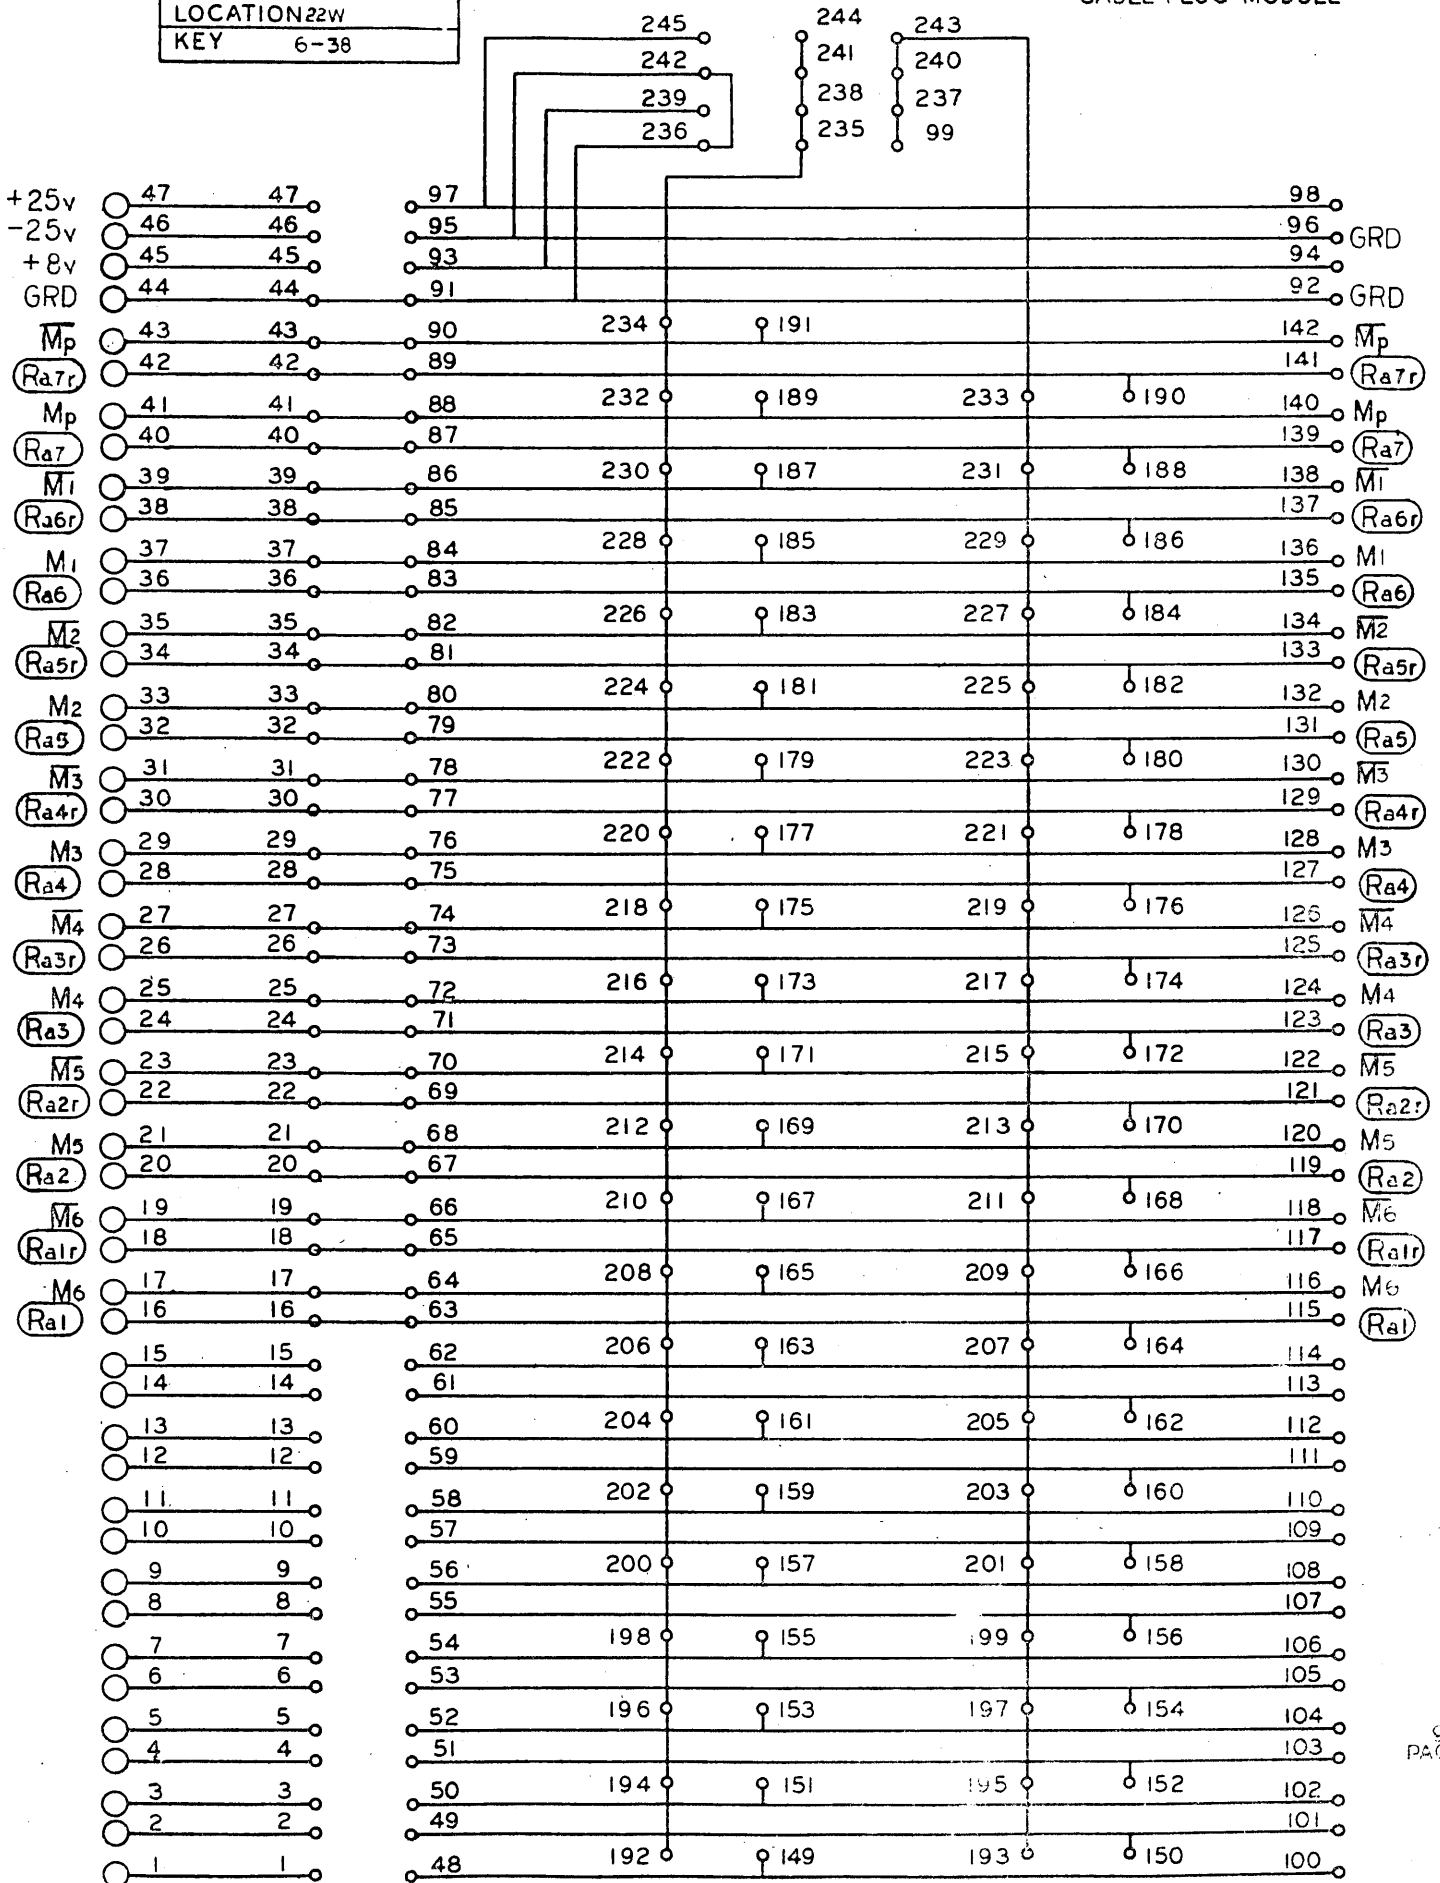 LOCATION 22W
KEY 6-38
245 244 243
242 241 240
239 238 237
236 235 99
+25v 47 47 97 98
-25v 46 46 95 96 GRD
+8v 45 45 93 94
GRD 44 44 91 92 GRD
234 191
M̅p 43 43 90 142 M̅p
Ra7r 42 42 89 141 Ra7r
232 189 233 190
Mp 41 41 88 140 Mp
Ra7 40 40 87 139 Ra7
230 187 231 188
M̅1 39 39 86 138 M̅1
Ra6r 38 38 85 137 Ra6r
228 185 229 186
M1 37 37 84 136 M1
Ra6 36 36 83 135 Ra6
226 183 227 184
M̅2 35 35 82 134 M̅2
Ra5r 34 34 81 133 Ra5r
224 181 225 182
M2 33 33 80 132 M2
Ra5 32 32 79 131 Ra5
222 179 223 180
M̅3 31 31 78 130 M̅3
Ra4r 30 30 77 129 Ra4r
220 177 221 178
M3 29 29 76 128 M3
Ra4 28 28 75 127 Ra4
218 175 219 176
M̅4 27 27 74 126 M̅4
Ra3r 26 26 73 125 Ra3r
216 173 217 174
M4 25 25 72 124 M4
Ra3 24 24 71 123 Ra3
214 171 215 172
M̅5 23 23 70 122 M̅5
Ra2r 22 22 69 121 Ra2r
212 169 213 170
M5 21 21 68 120 M5
Ra2 20 20 67 119 Ra2
210 167 211 168
M̅6 19 19 66 118 M̅6
Ra1r 18 18 65 117 Ra1r
208 165 209 166
M6 17 17 64 116 M6
Ra1 16 16 63 115 Ra1
206 163 207 164
15 15 62 114
14 14 61 113
204 161 205 162
13 13 60 112
12 12 59 111
202 159 203 160
11 11 58 110
10 10 57 109
200 157 201 158
9 9 56 108
8 8 55 107
198 155 199 156
7 7 54 106
6 6 53 105
196 153 197 154
5 5 52 104
4 4 51 103
194 151 195 152
3 3 50 102
2 2 49 101
192 149 193 150
1 1 48 100